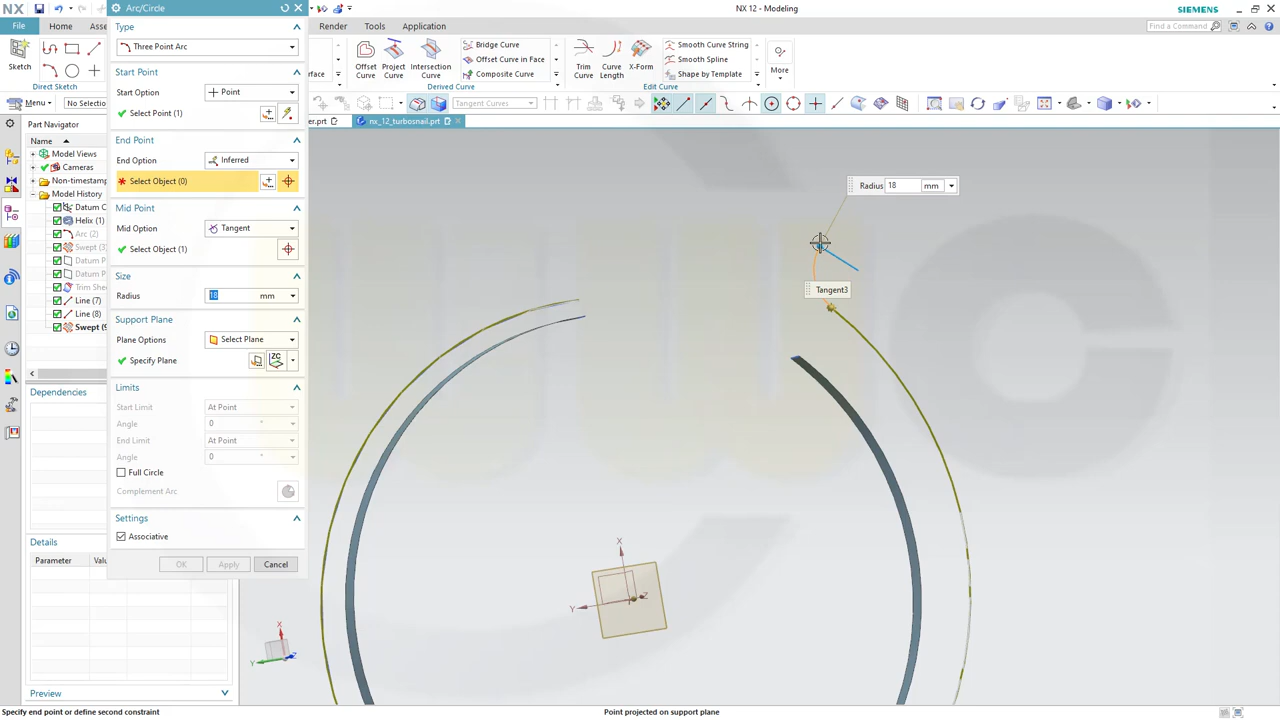 NX
Arc/Circle
NX 12 - Modeling
SIEMENS
File Home Asse Render Tools Application
Find a Command
Sketch
Direct Sketch
Offset Curve
Project Curve
Intersection Curve
Bridge Curve
Offset Curve in Face
Composite Curve
Derived Curve
Trim Curve
Curve Length
X-Form
Smooth Curve String
Smooth Spline
Shape by Template
Edit Curve
More
Menu
No Selection
Tangent Curves
er.prt
nx_12_turbosnail.prt
Part Navigator
Name
Model Views
Cameras
Non-timestamp
Model History
Datum C
Helix (1)
Arc (2)
Swept (3)
Datum P
Datum P
Trim Shee
Line (7)
Line (8)
Swept (9
Dependencies
Details
Parameter Valu
Preview
Type
Three Point Arc
Start Point
Start Option Point
Select Point (1)
End Point
End Option Inferred
Select Object (0)
Mid Point
Mid Option Tangent
Select Object (1)
Size
Radius 18 mm
Support Plane
Plane Options Select Plane
Specify Plane
ZC
Limits
Start Limit At Point
Angle 0 °
End Limit At Point
Angle 0 °
Full Circle
Complement Arc
Settings
Associative
OK Apply Cancel
Radius 18 mm
Tangent3
X
Y
Z
X
Y
Z
Specify end point or define second constraint
Point projected on support plane